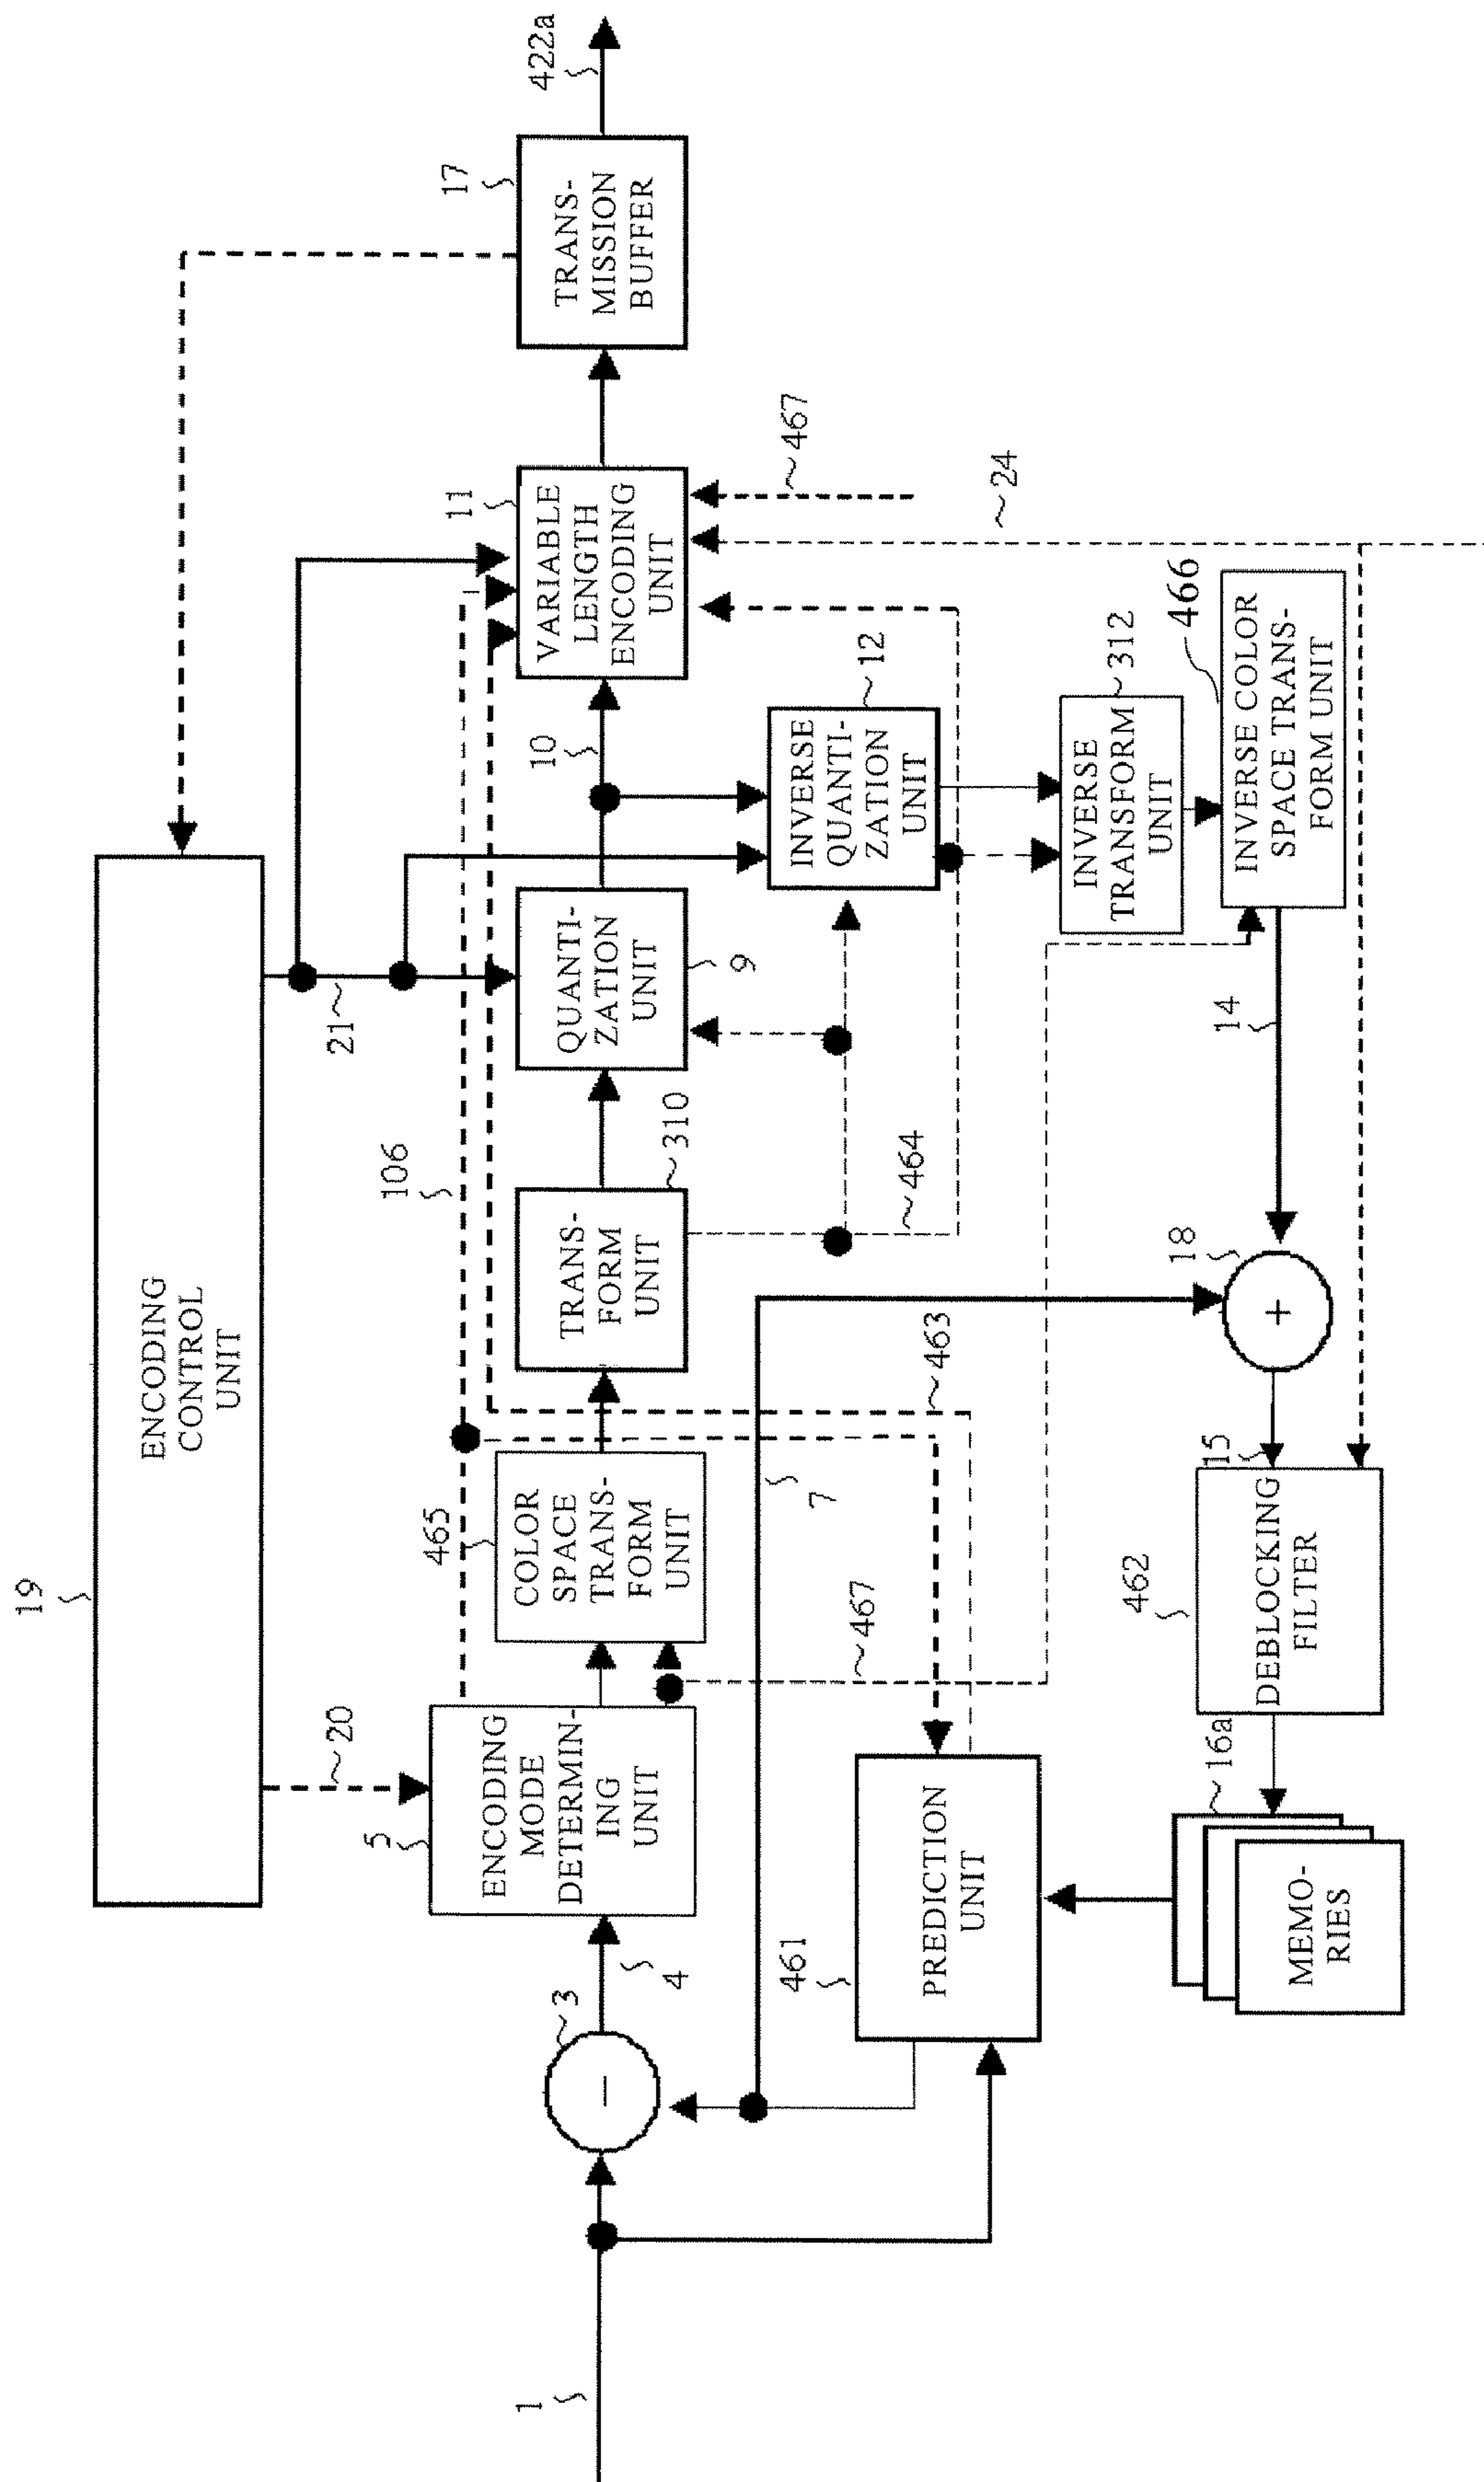 19
ENCODING
CONTROL
UNIT
20
21
106
1
3
4
5
ENCODING
MODE
DETERMIN-
ING
UNIT
465
COLOR
SPACE
TRANS-
FORM
UNIT
TRANS-
FORM
UNIT
310
QUANTI-
ZATION
UNIT
9
10
11
VARIABLE
LENGTH
ENCODING
UNIT
17
TRANS-
MISSION
BUFFER
422a
467
24
464
INVERSE
QUANTI-
ZATION
UNIT
12
463
7
467
461
PREDICTION
UNIT
INVERSE
TRANSFORM
UNIT
312
466
INVERSE COLOR
SPACE TRANS-
FORM UNIT
14
18
+
15
462
DEBLOCKING
FILTER
16a
MEMO-
RIES